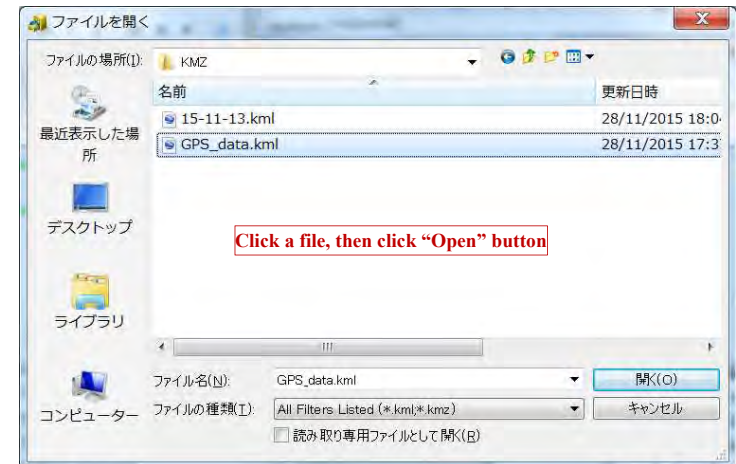 ファイルを開く
ファイルの場所(I):
KMZ
名前
更新日時
15-11-13.kml
28/11/2015 18:0
GPS_data.kml
28/11/2015 17:3
最近表示した場
所
デスクトップ
ライブラリ
コンピューター
Click a file, then click “Open” button
ファイル名(N):
GPS_data.kml
開く(O)
ファイルの種類(T):
All Filters Listed (*.kml;*.kmz)
キャンセル
読み取り専用ファイルとして開く(R)